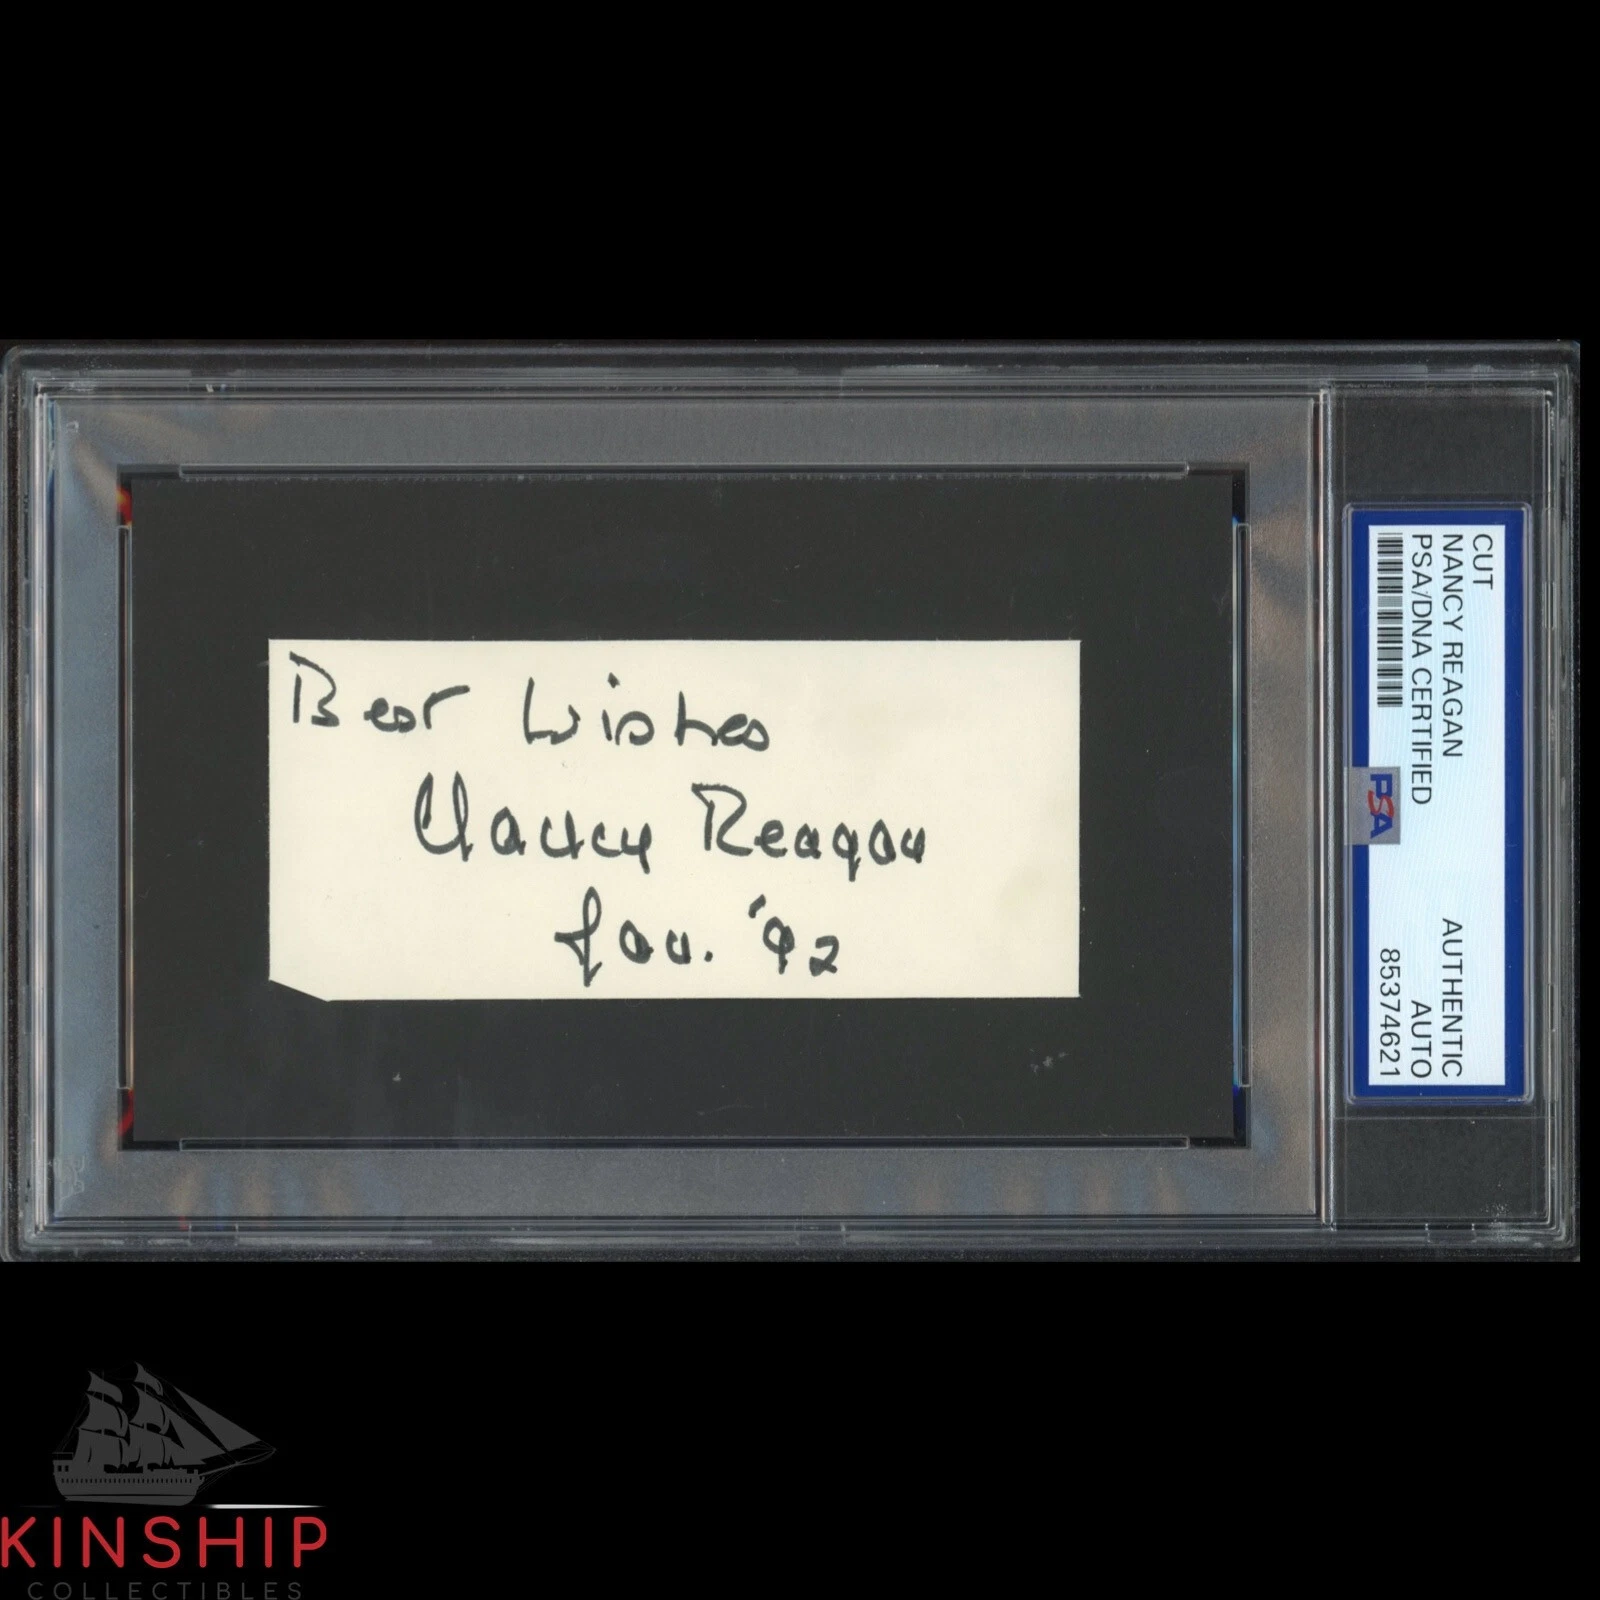 Best Wishes
Nancy Reagan
Jan. '92
CUT
NANCY REAGAN
PSA/DNA CERTIFIED
AUTHENTIC
AUTO
85374621
PSA
KINSHIP
COLLECTIBLES